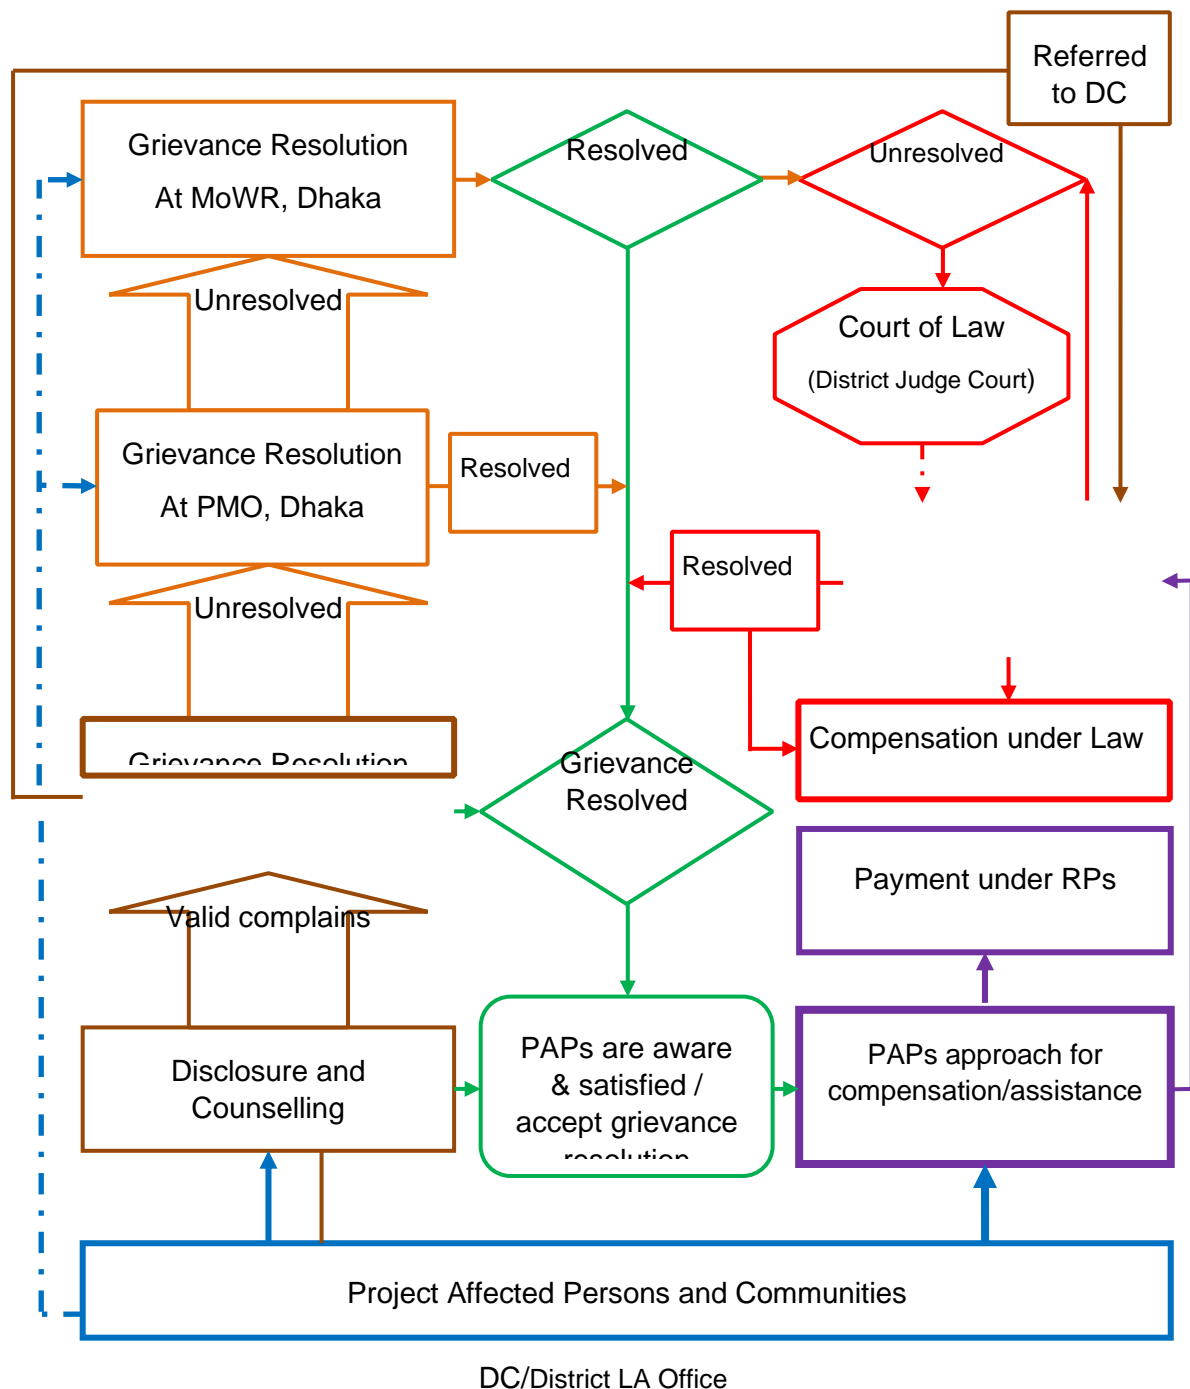 Referred
to DC
Grievance Resolution
At MoWR, Dhaka
Resolved
Unresolved
Unresolved
Court of Law
(District Judge Court)
Grievance Resolution
At PMO, Dhaka
Resolved
Resolved
Unresolved
Grievance Resolution
Grievance
Resolved
Compensation under Law
Payment under RPs
Valid complains
Disclosure and
Counselling
PAPs are aware
& satisfied /
accept grievance
resolution
PAPs approach for
compensation/assistance
Project Affected Persons and Communities
DC/District LA Office